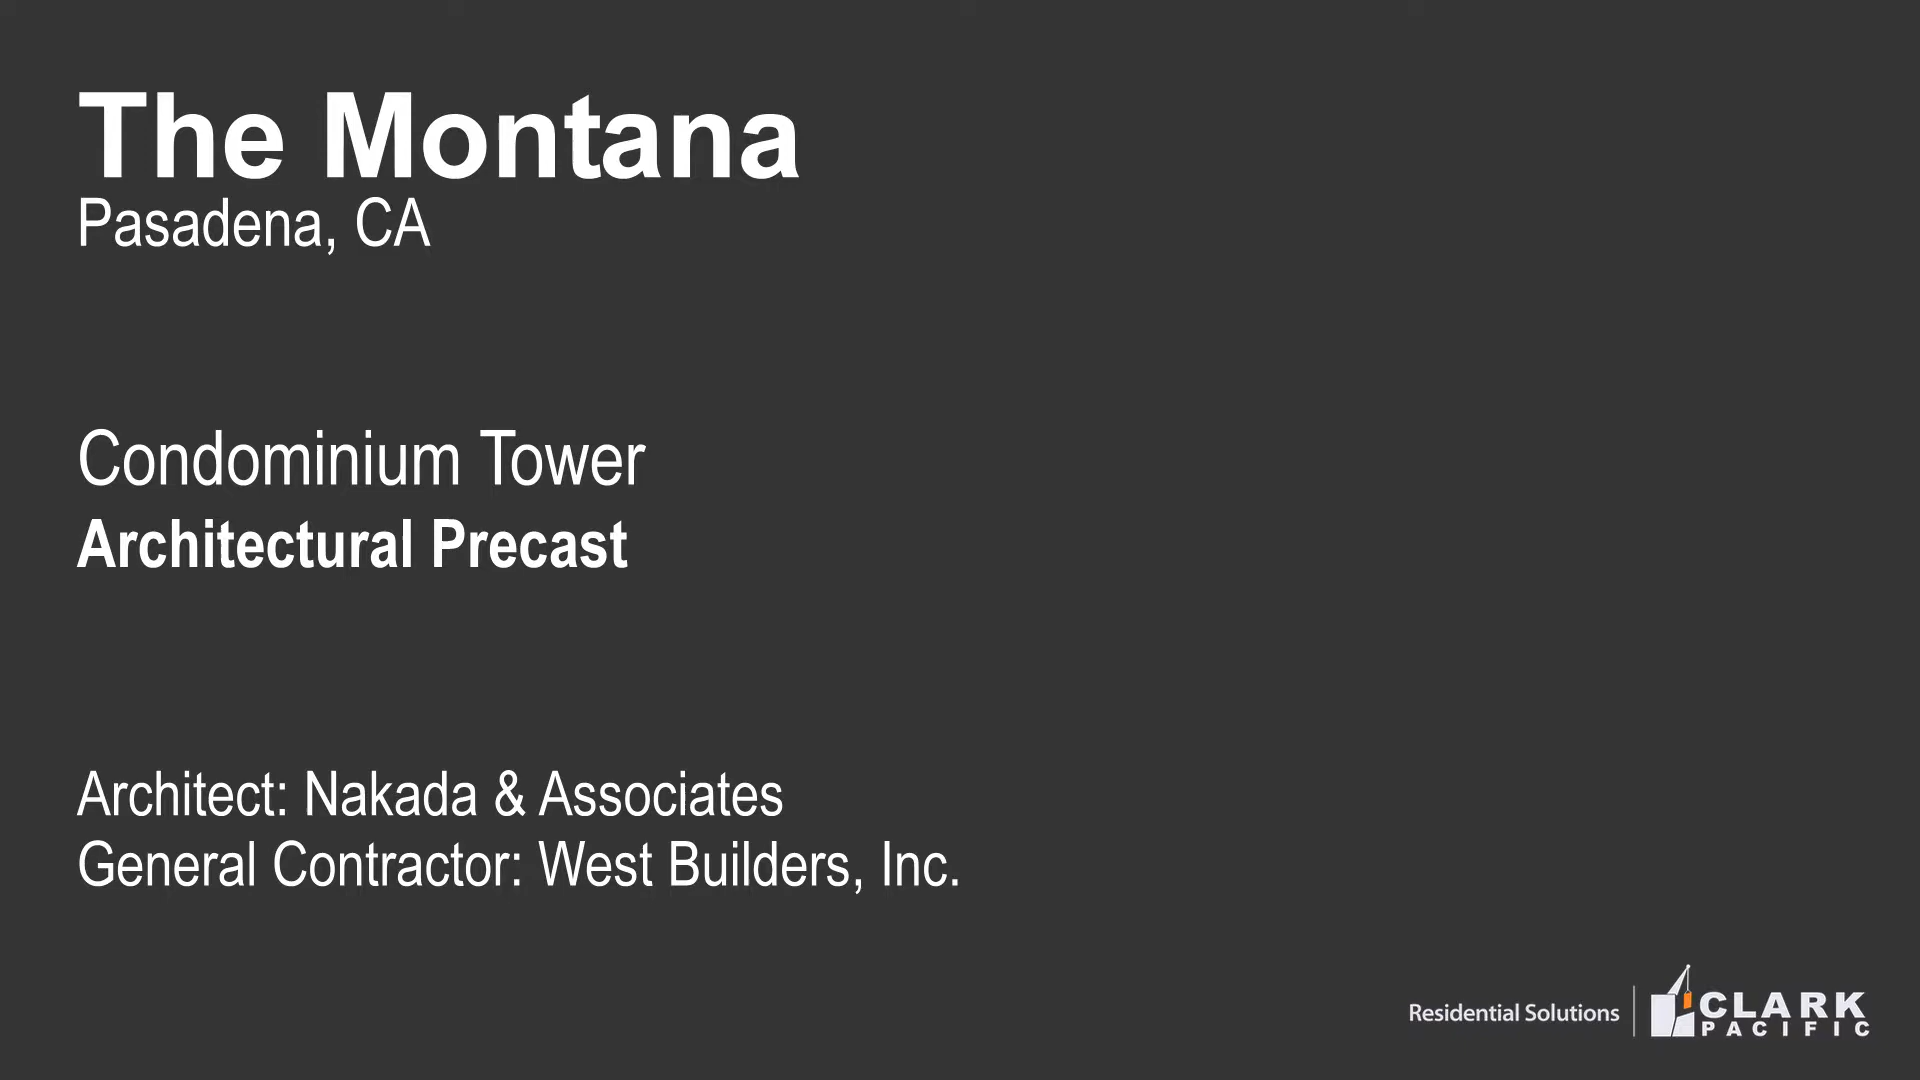 The Montana
Pasadena, CA
Condominium Tower
Architectural Precast
Architect: Nakada & Associates
General Contractor: West Builders, Inc.
Residential Solutions
CLARK
PACIFIC